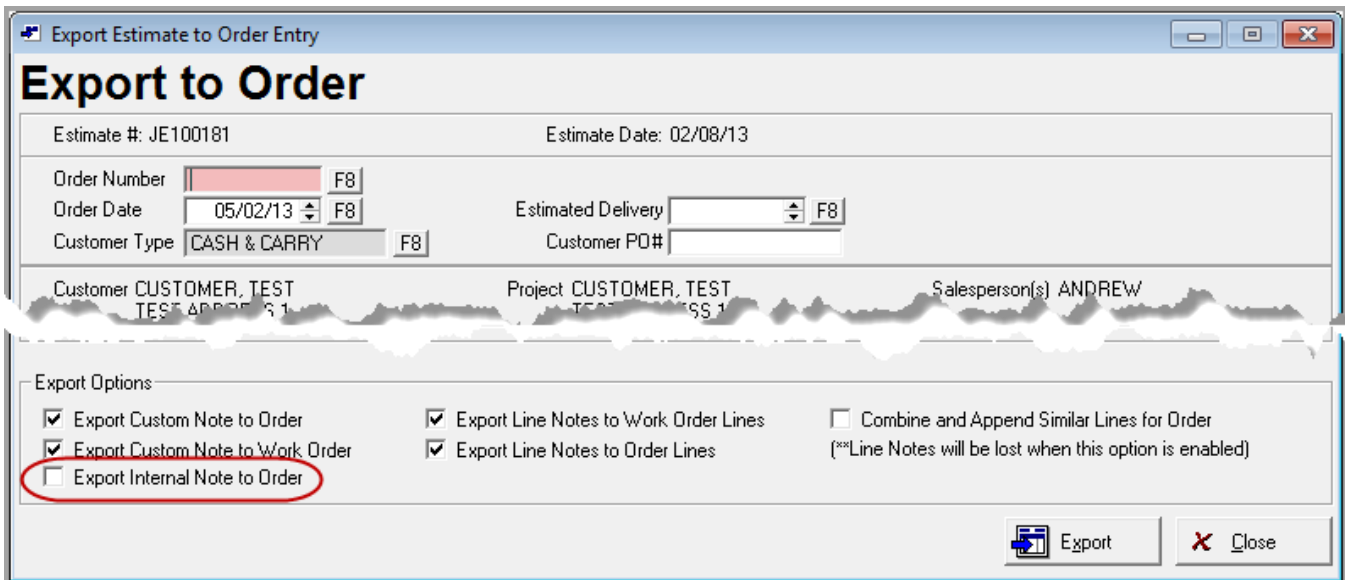 Export Estimate to Order Entry
Export to Order
Estimate #: JE100181 Estimate Date: 02/08/13
Order Number F8
Order Date 05/02/13 F8 Estimated Delivery F8
Customer Type CASH & CARRY F8 Customer PO#
Customer CUSTOMER, TEST Project CUSTOMER, TEST Salesperson(s) ANDREW
Export Options
Export Custom Note to Order Export Line Notes to Work Order Lines Combine and Append Similar Lines for Order
Export Custom Note to Work Order Export Line Notes to Order Lines (**Line Notes will be lost when this option is enabled)
Export Internal Note to Order
Export Close